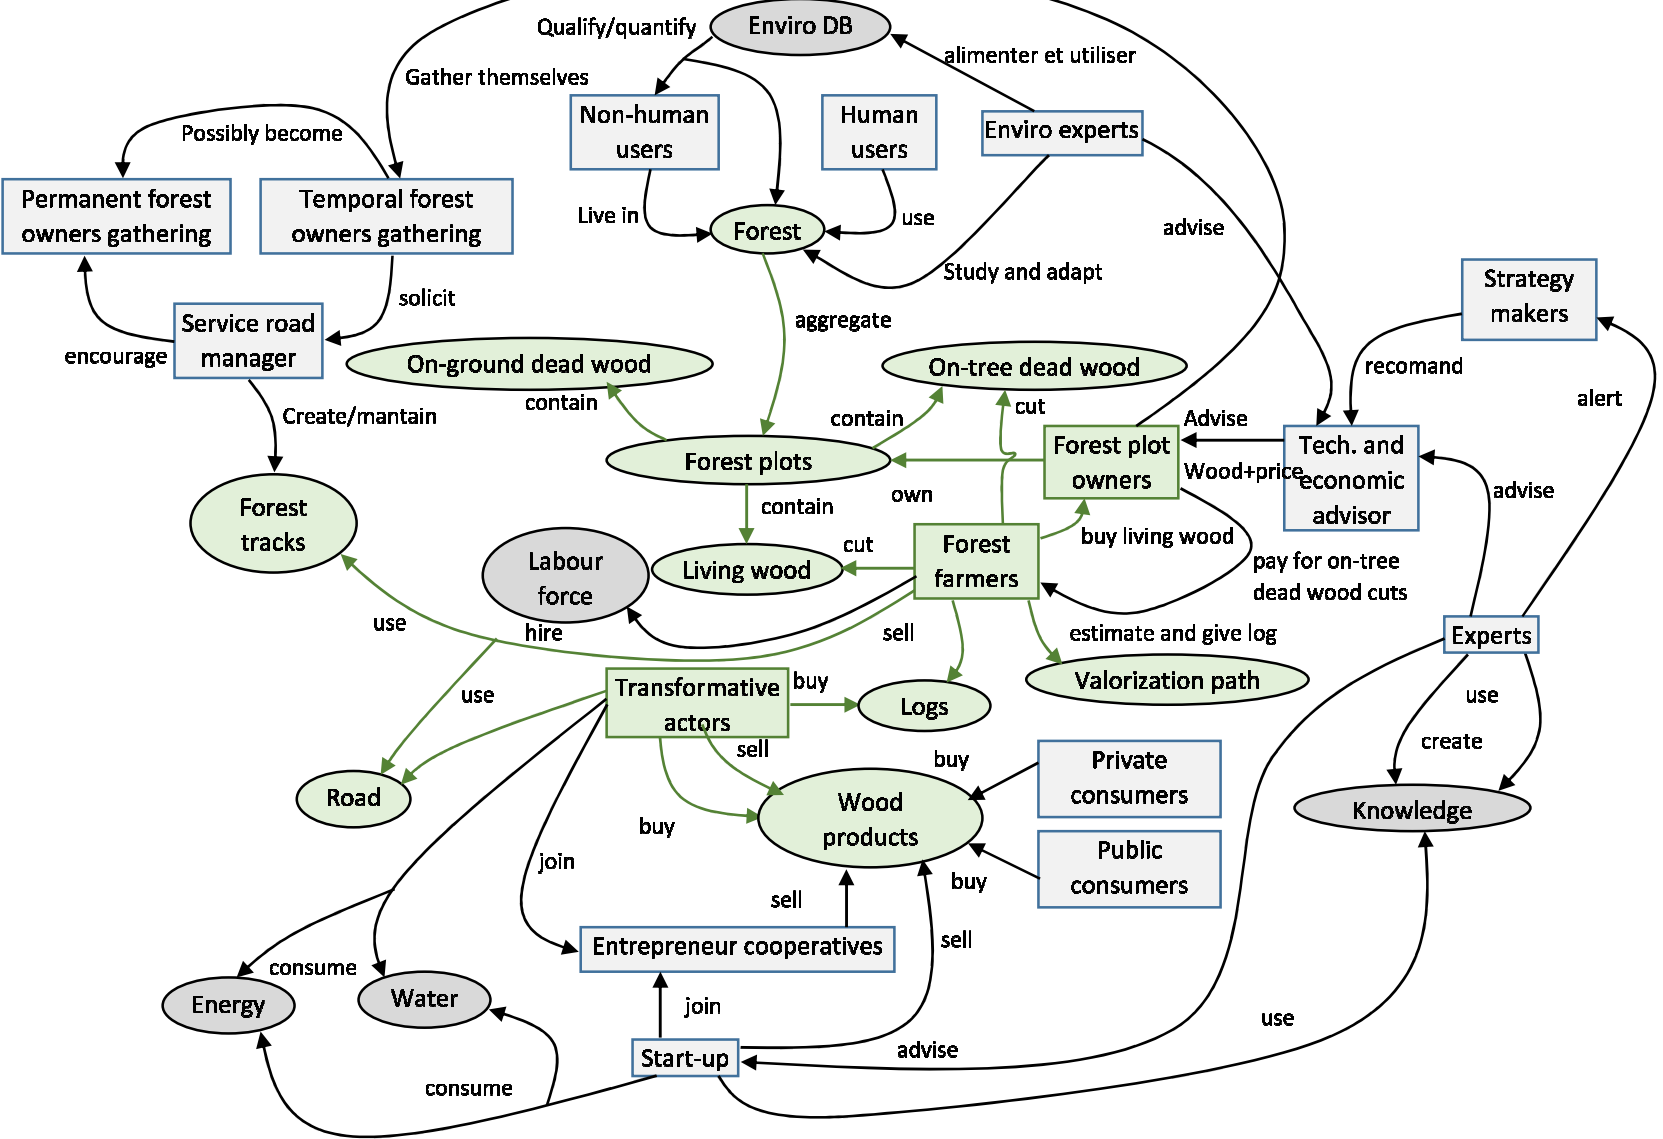 Qualify/quantify
Enviro DB
alimenter et utiliser
Gather themselves
Non-human
users
Human
users
Enviro experts
Possibly become
Permanent forest
owners gathering
Temporal forest
owners gathering
Live in
Forest
use
advise
Study and adapt
Strategy
makers
solicit
Service road
manager
encourage
aggregate
On-ground dead wood
On-tree dead wood
recomand
alert
contain
contain
cut
Create/mantain
Advise
Forest plot
owners
Tech. and
economic
advisor
Forest plots
Wood+price
own
advise
contain
Forest
tracks
buy living wood
cut
Forest
farmers
Labour
force
Living wood
pay for on-tree
dead wood cuts
use
hire
sell
estimate and give log
Experts
Transformative
actors
buy
Valorization path
use
use
Logs
sell
create
buy
Private
consumers
Road
Wood
products
Knowledge
buy
Public
consumers
join
buy
sell
Entrepreneur cooperatives
sell
consume
Energy
Water
join
use
Start-up
advise
consume